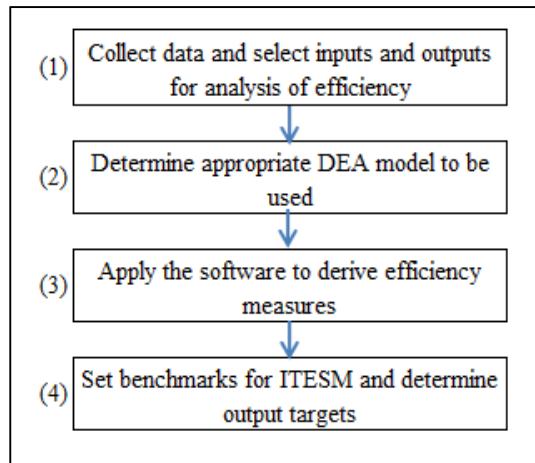 (1) Collect data and select inputs and outputs
for analysis of efficiency
(2) Determine appropriate DEA model to be
used
(3) Apply the software to derive efficiency
measures
(4) Set benchmarks for ITESM and determine
output targets